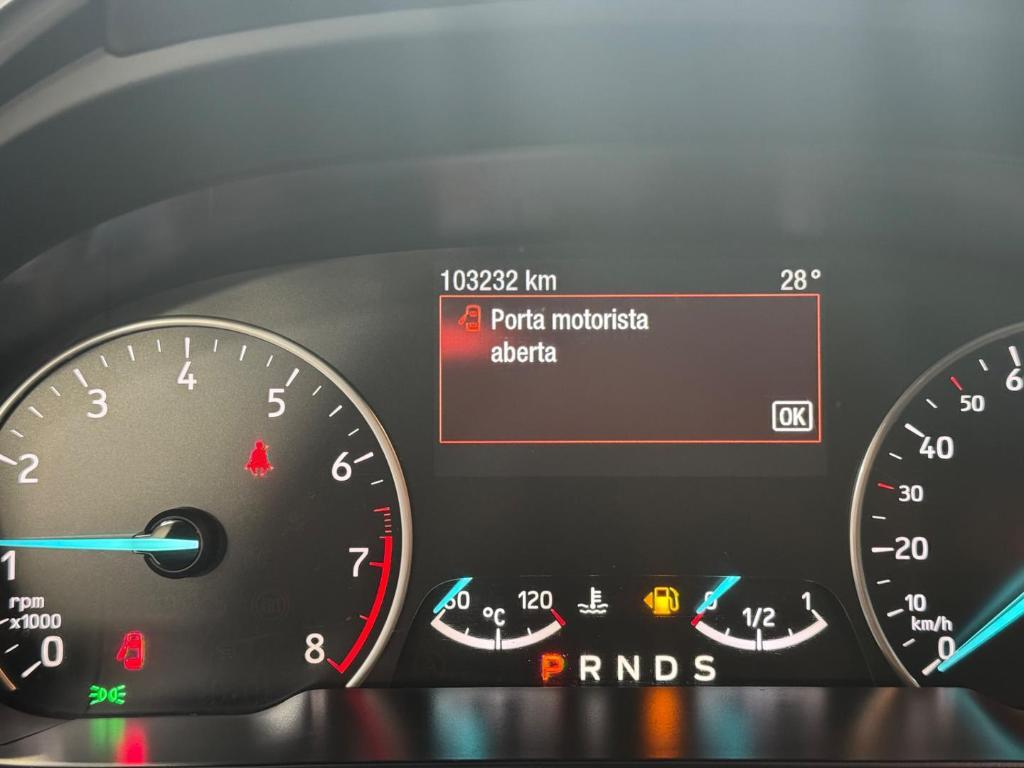 103232 km 28°
Porta motorista
aberta
OK
0 1 2 3 4 5 6 7 8
rpm
x1000
60 °C 120
0 1/2 1
P R N D S
0 10 20 30 40 50 6
km/h